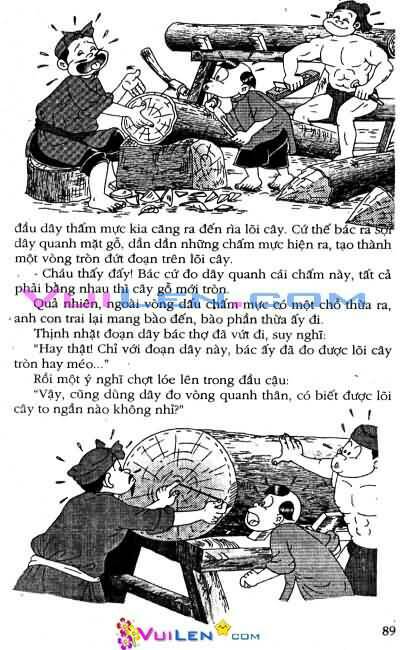 đầu dây thấm mực kia căng ra đến rìa lõi cây. Cứ thế bác ra sợi
dây quanh mặt gỗ, dần dần những chấm mực hiện ra, tạo thành
một vòng tròn đứt đoạn trên lõi cây.
- Cháu thấy đấy! Bác cứ đo dây quanh cái chấm này, tất cả
phải bằng nhau thì cây gỗ mới tròn.
Quả nhiên, ngoài vòng dấu chấm mực có một chỗ thừa ra,
anh con trai lại mang bào đến, bào phần thừa ấy đi.
Thịnh nhặt đoạn dây bác thợ đã vứt đi, suy nghĩ:
"Hay thật! Chỉ với đoạn dây này, bác ấy đã đo được lõi cây
tròn hay méo..."
Rồi một ý nghĩ chợt lóe lên trong đầu cậu:
"Vậy, cũng dùng dây đo vòng quanh thân, có biết được lõi
cây to ngần nào không nhỉ?"
VUILEN.COM
89
VUILEN.COM